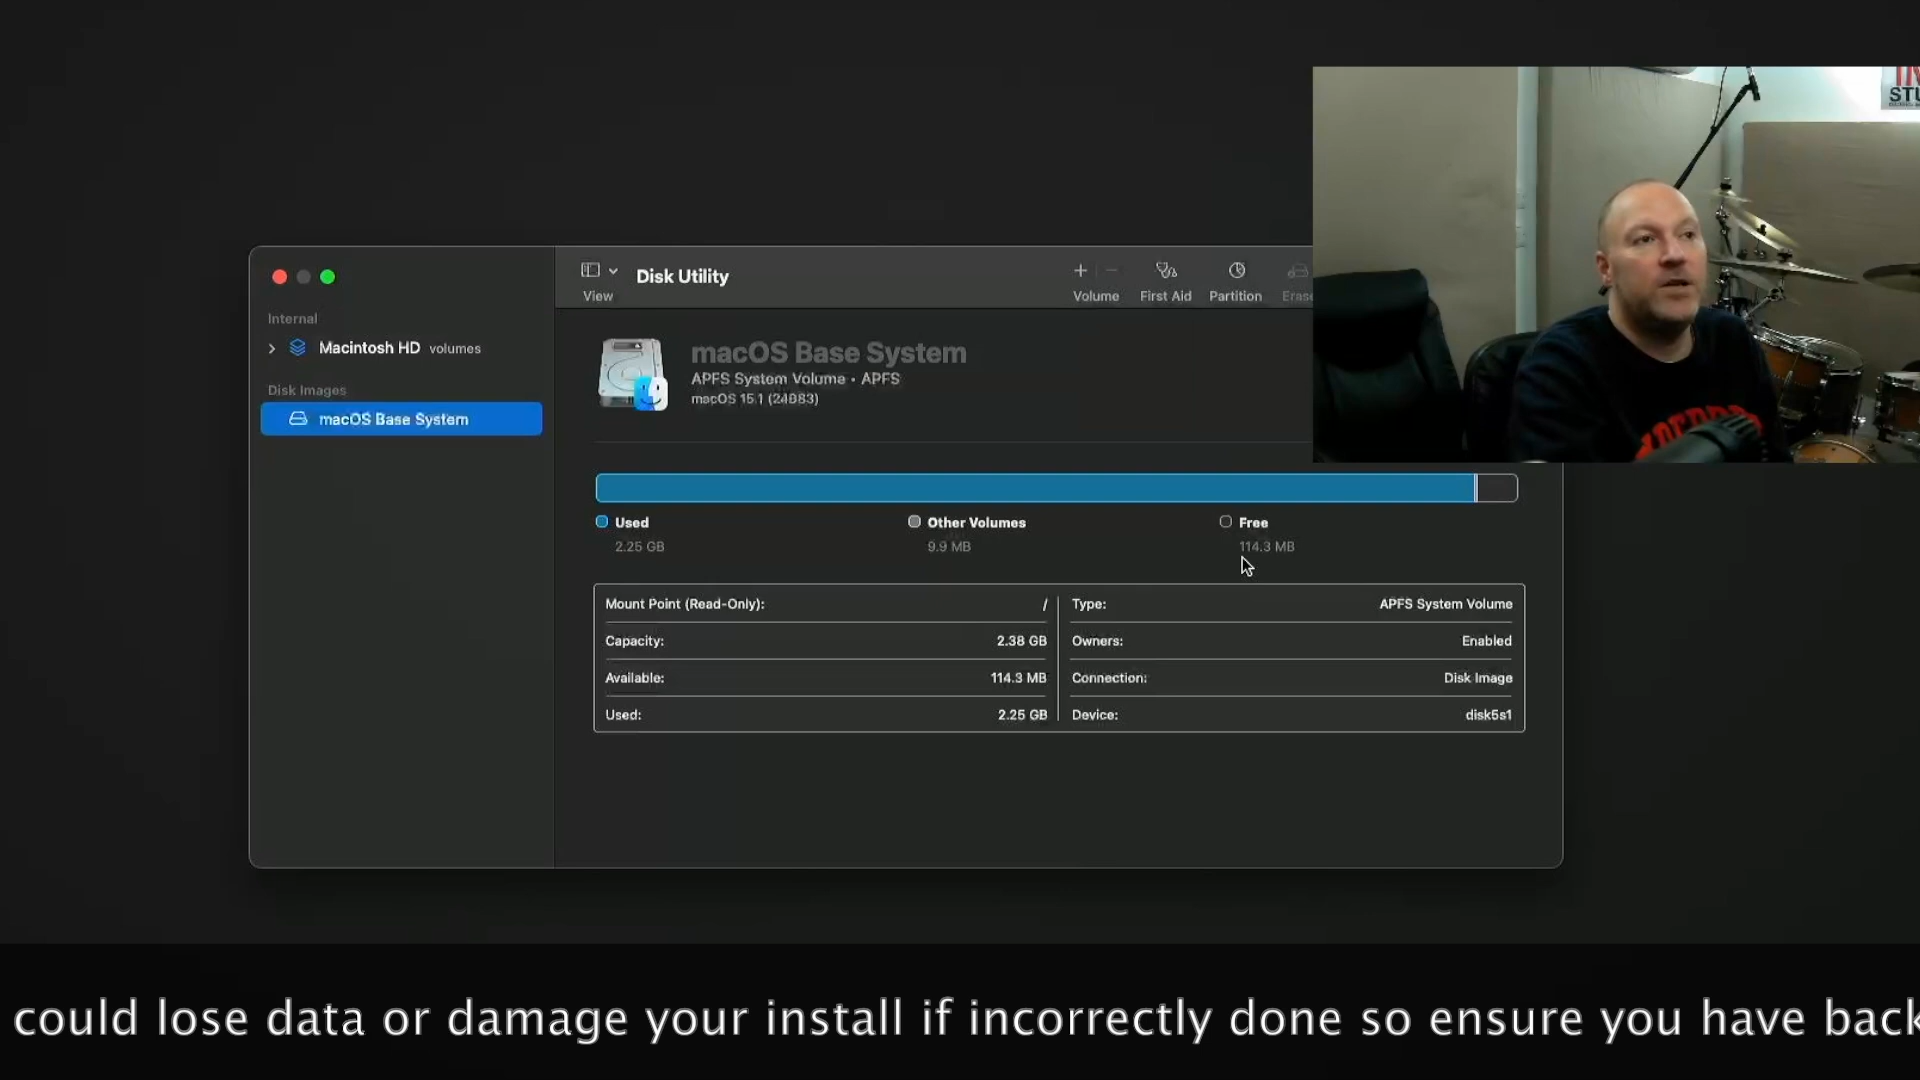 STU
Disk Utility
View
Volume
First Aid
Partition
Erase
Internal
Macintosh HD volumes
Disk Images
macOS Base System
macOS Base System
APFS System Volume • APFS
macOS 15.1 (24B83)
Used
2.25 GB
Other Volumes
9.9 MB
Free
114.3 MB
Mount Point (Read-Only): /
Capacity: 2.38 GB
Available: 114.3 MB
Used: 2.25 GB
Type: APFS System Volume
Owners: Enabled
Connection: Disk Image
Device: disk5s1
could lose data or damage your install if incorrectly done so ensure you have back